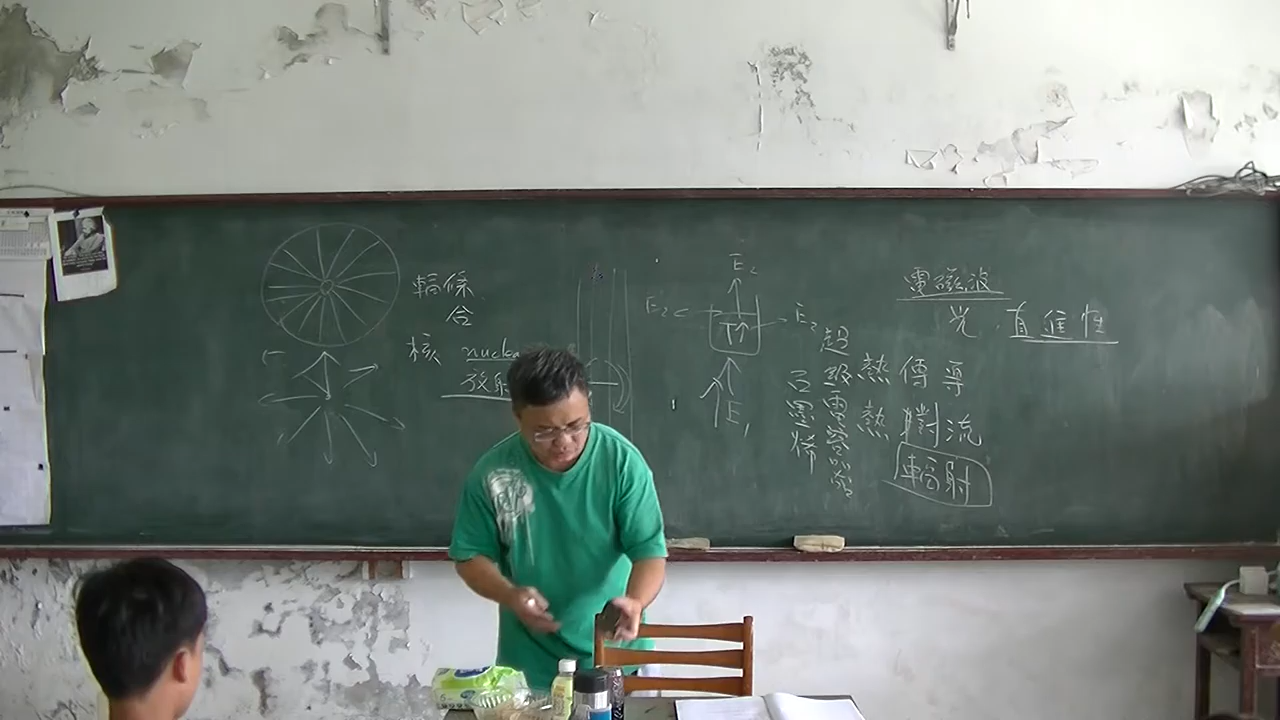 輻條
合
核 nuclea
放射
E₂
E₂
E₂
E₁
超級電容器
石墨烯
電磁波
光．直進性
熱傳導
熱對流
輻射